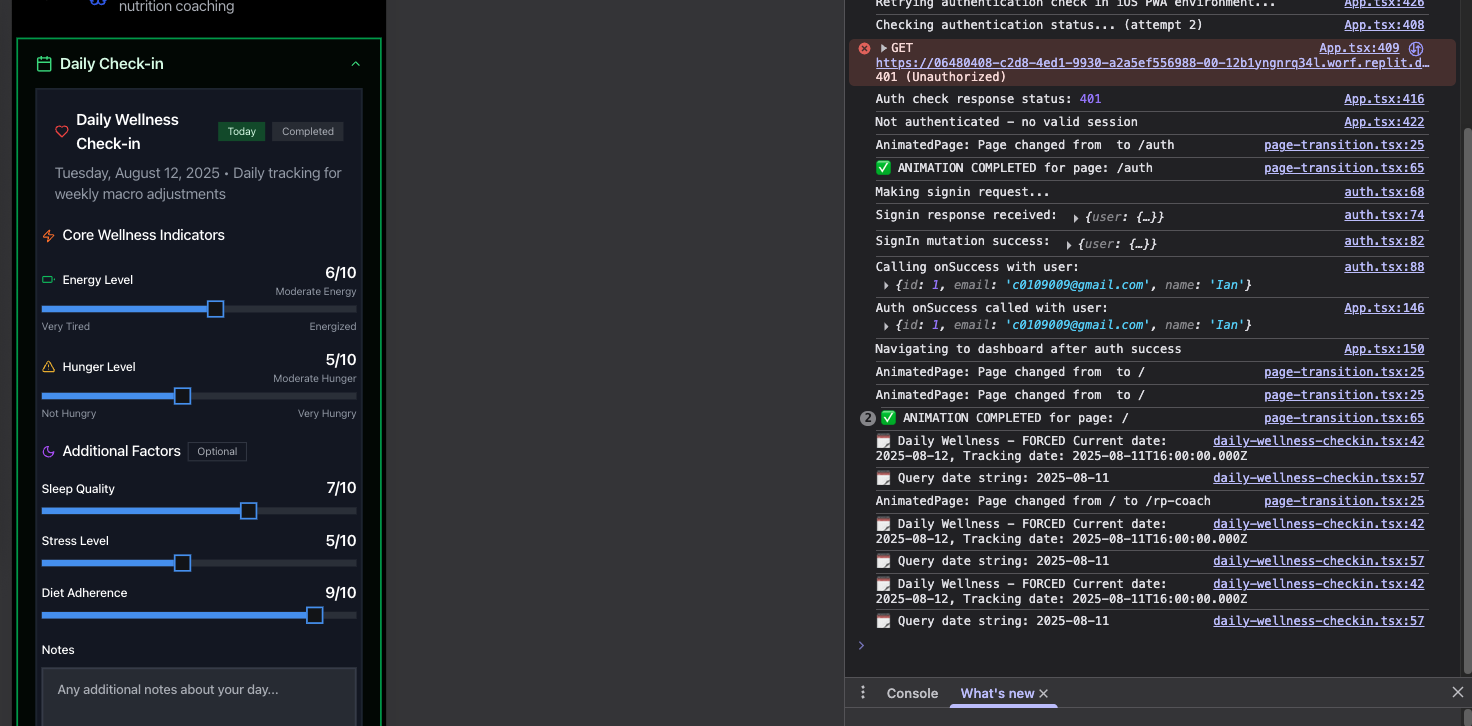 nutrition coaching
Daily Check-in
Daily Wellness
Check-in
Today
Completed
Tuesday, August 12, 2025 • Daily tracking for
weekly macro adjustments
Core Wellness Indicators
Energy Level
6/10
Moderate Energy
Very Tired
Energized
Hunger Level
5/10
Moderate Hunger
Not Hungry
Very Hungry
Additional Factors
Optional
Sleep Quality
7/10
Stress Level
5/10
Diet Adherence
9/10
Notes
Any additional notes about your day...
Retrying authentication check in iOS PWA environment... App.tsx:426
Checking authentication status... (attempt 2) App.tsx:408
GET App.tsx:409
https://06480408-c2d8-4ed1-9930-a2a5ef556988-00-12b1yngnrq34l.worf.replit.d…
401 (Unauthorized)
Auth check response status: 401 App.tsx:416
Not authenticated – no valid session App.tsx:422
AnimatedPage: Page changed from  to /auth page-transition.tsx:25
✅ ANIMATION COMPLETED for page: /auth page-transition.tsx:65
Making signin request... auth.tsx:68
Signin response received: ▶ {user: {…}} auth.tsx:74
SignIn mutation success: ▶ {user: {…}} auth.tsx:82
Calling onSuccess with user: auth.tsx:88
▶ {id: 1, email: 'c0109009@gmail.com', name: 'Ian'}
Auth onSuccess called with user: App.tsx:146
▶ {id: 1, email: 'c0109009@gmail.com', name: 'Ian'}
Navigating to dashboard after auth success App.tsx:150
AnimatedPage: Page changed from  to / page-transition.tsx:25
AnimatedPage: Page changed from  to / page-transition.tsx:25
2 ✅ ANIMATION COMPLETED for page: / page-transition.tsx:65
Daily Wellness – FORCED Current date: daily-wellness-checkin.tsx:42
2025-08-12, Tracking date: 2025-08-11T16:00:00.000Z
Query date string: 2025-08-11 daily-wellness-checkin.tsx:57
AnimatedPage: Page changed from / to /rp-coach page-transition.tsx:25
Daily Wellness – FORCED Current date: daily-wellness-checkin.tsx:42
2025-08-12, Tracking date: 2025-08-11T16:00:00.000Z
Query date string: 2025-08-11 daily-wellness-checkin.tsx:57
Daily Wellness – FORCED Current date: daily-wellness-checkin.tsx:42
2025-08-12, Tracking date: 2025-08-11T16:00:00.000Z
Query date string: 2025-08-11 daily-wellness-checkin.tsx:57
Console
What's new